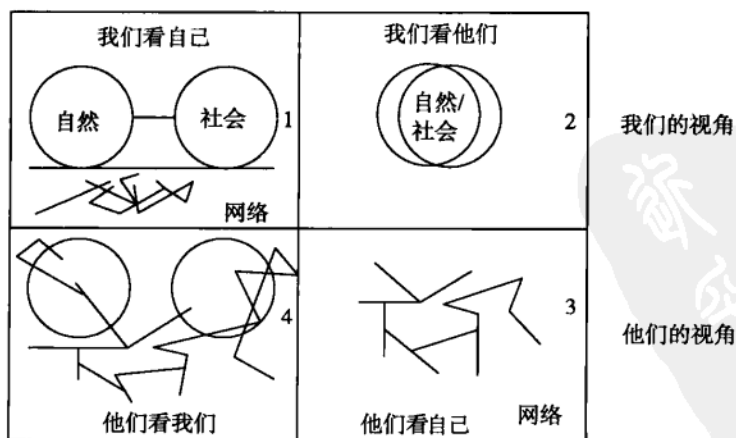 我们看自己
自然
社会
1
网络
我们看他们
自然/
社会
2
我们的视角
4
他们看我们
3
他们看自己
网络
他们的视角